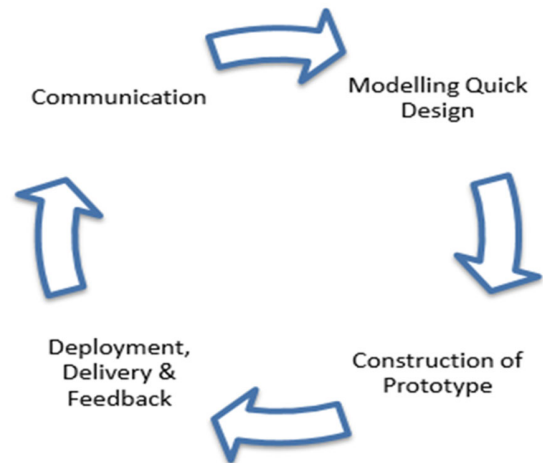 Communication
Modelling Quick
Design
Construction of
Prototype
Deployment,
Delivery &
Feedback